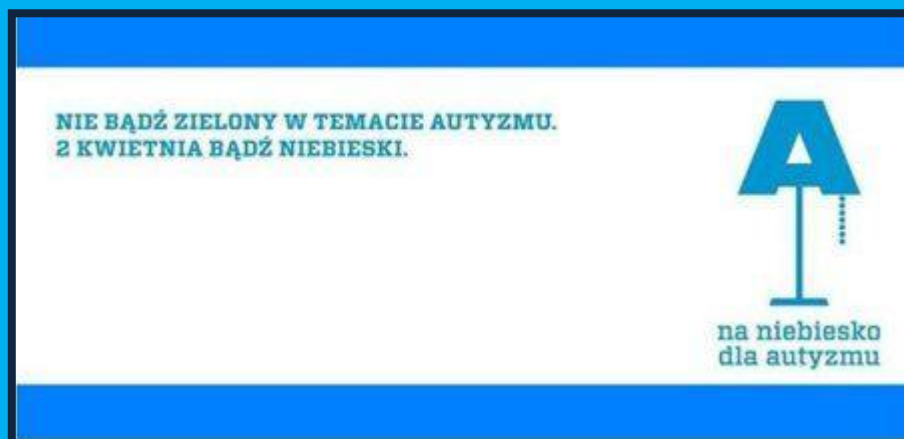 NIE BĄDŹ ZIELONY W TEMACIE AUTYZMU.
2 KWIETNIA BĄDŹ NIEBIESKI.
A
na niebiesko
dla autyzmu